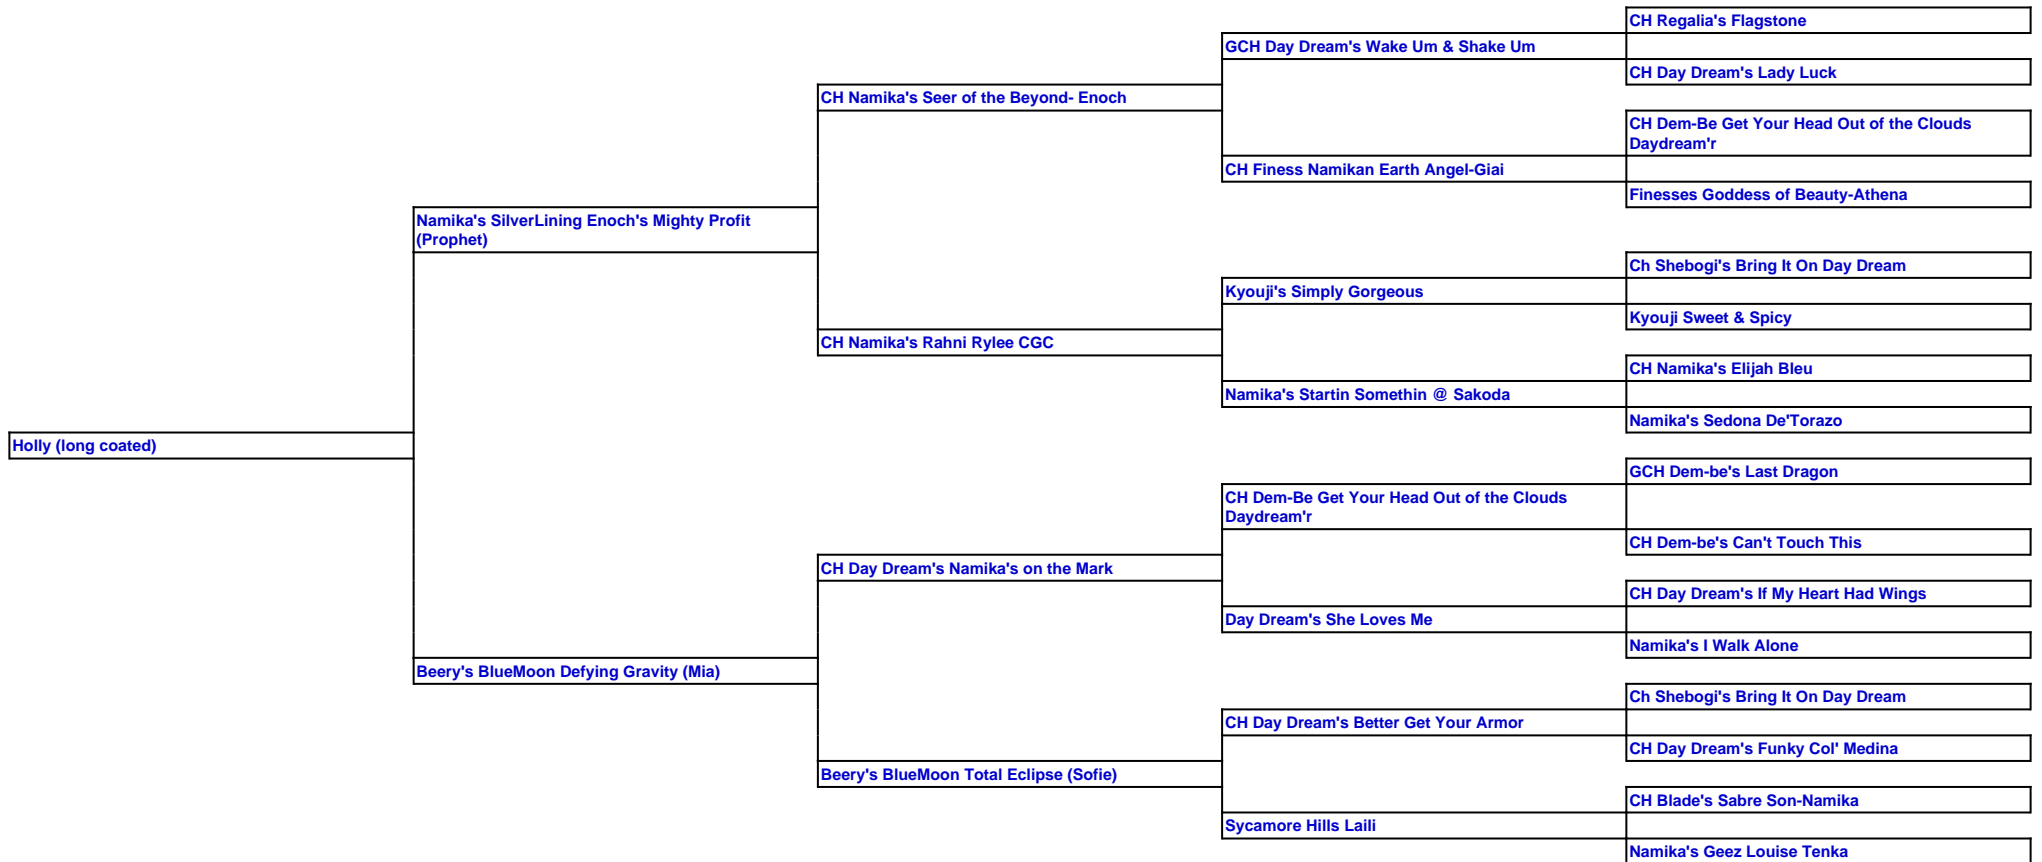 CH Regalia's Flagstone
GCH Day Dream's Wake Um & Shake Um
CH Day Dream's Lady Luck
CH Namika's Seer of the Beyond- Enoch
CH Dem-Be Get Your Head Out of the Clouds
Daydream'r
CH Finess Namikan Earth Angel-Giai
Finesses Goddess of Beauty-Athena
Namika's SilverLining Enoch's Mighty Profit
(Prophet)
Ch Shebogi's Bring It On Day Dream
Kyouji's Simply Gorgeous
Kyouji Sweet & Spicy
CH Namika's Rahni Rylee CGC
CH Namika's Elijah Bleu
Namika's Startin Somethin @ Sakoda
Namika's Sedona De'Torazo
Holly (long coated)
GCH Dem-be's Last Dragon
CH Dem-Be Get Your Head Out of the Clouds
Daydream'r
CH Dem-be's Can't Touch This
CH Day Dream's Namika's on the Mark
CH Day Dream's If My Heart Had Wings
Day Dream's She Loves Me
Namika's I Walk Alone
Beery's BlueMoon Defying Gravity (Mia)
Ch Shebogi's Bring It On Day Dream
CH Day Dream's Better Get Your Armor
CH Day Dream's Funky Col' Medina
Beery's BlueMoon Total Eclipse (Sofie)
CH Blade's Sabre Son-Namika
Sycamore Hills Laili
Namika's Geez Louise Tenka